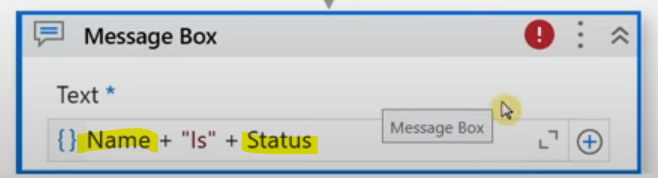 Message Box
Text *
{} Name + "Is" + Status
Message Box